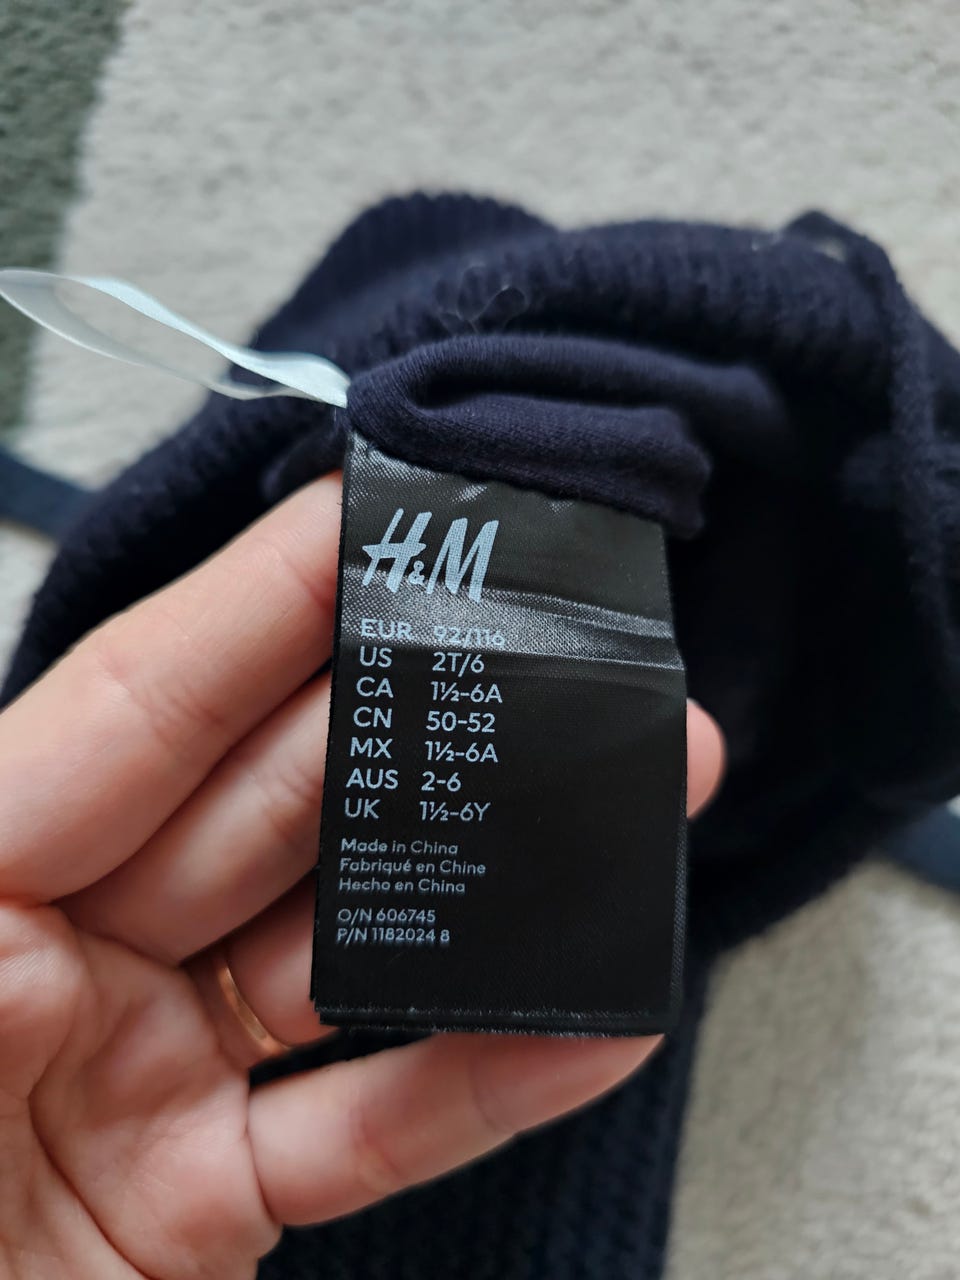 H&M
EUR 92/116
US 2T/6
CA 1½-6A
CN 50-52
MX 1½-6A
AUS 2-6
UK 1½-6Y
Made in China
Fabriqué en Chine
Hecho en China
O/N 606745
P/N 1182024 8